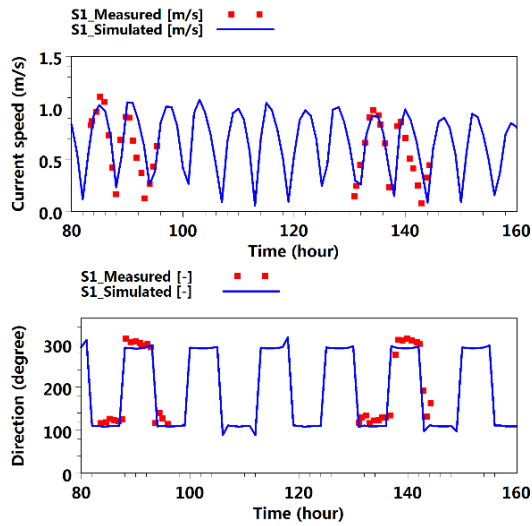 S1_Measured [m/s]
S1_Simulated [m/s]
1.5
1.0
0.5
0.0
Current speed (m/s)
80 100 120 140 160
Time (hour)
S1_Measured [-]
S1_Simulated [-]
300
200
100
0
Direction (degree)
80 100 120 140 160
Time (hour)